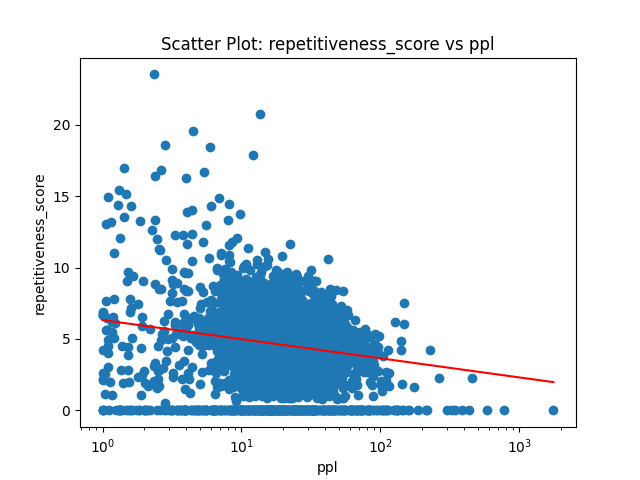 Scatter Plot: repetitiveness_score vs ppl
repetitiveness_score
20
15
10
5
0
10⁰ 10¹ 10² 10³
ppl